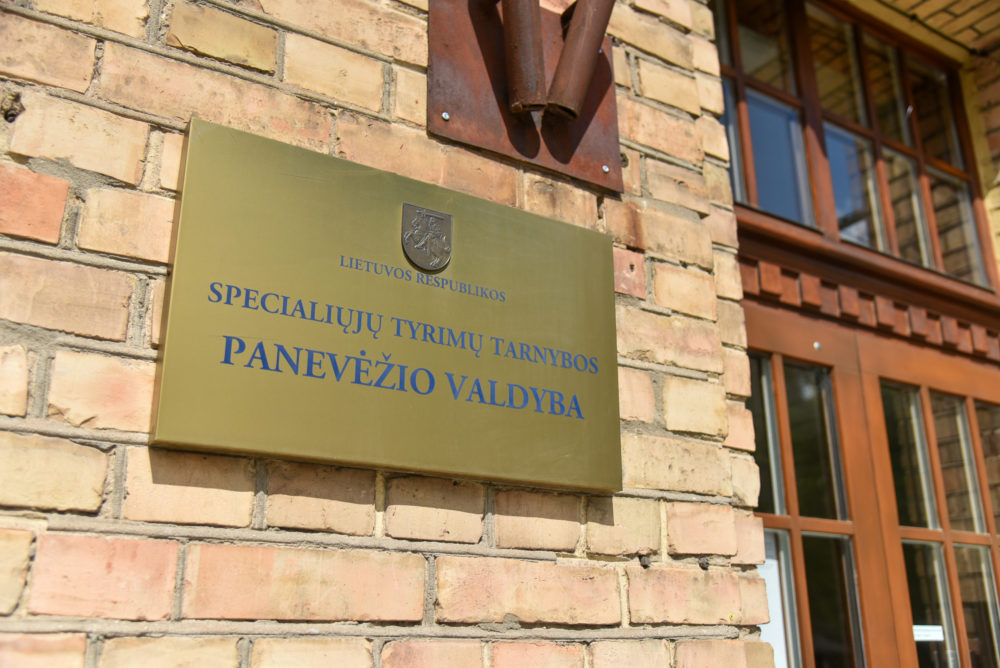 LIETUVOS RESPUBLIKOS
SPECIALIŲJŲ TYRIMŲ TARNYBOS
PANEVĖŽIO VALDYBA